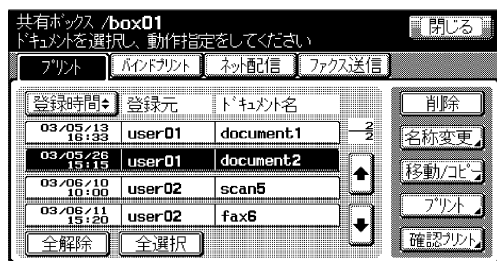 共有ボックス /box01
ドキュメントを選択し、動作指定をしてください
閉じる
プリント バインドプリント ネット配信 ファクス送信
登録時間 登録元 ドキュメント名
03/05/13 16:33 user01 document1
03/05/26 15:15 user01 document2
03/06/10 10:00 user02 scan5
03/06/11 15:20 user02 fax6
全解除 全選択
2
2
削除
名称変更
移動/コピー
プリント
確認プリント